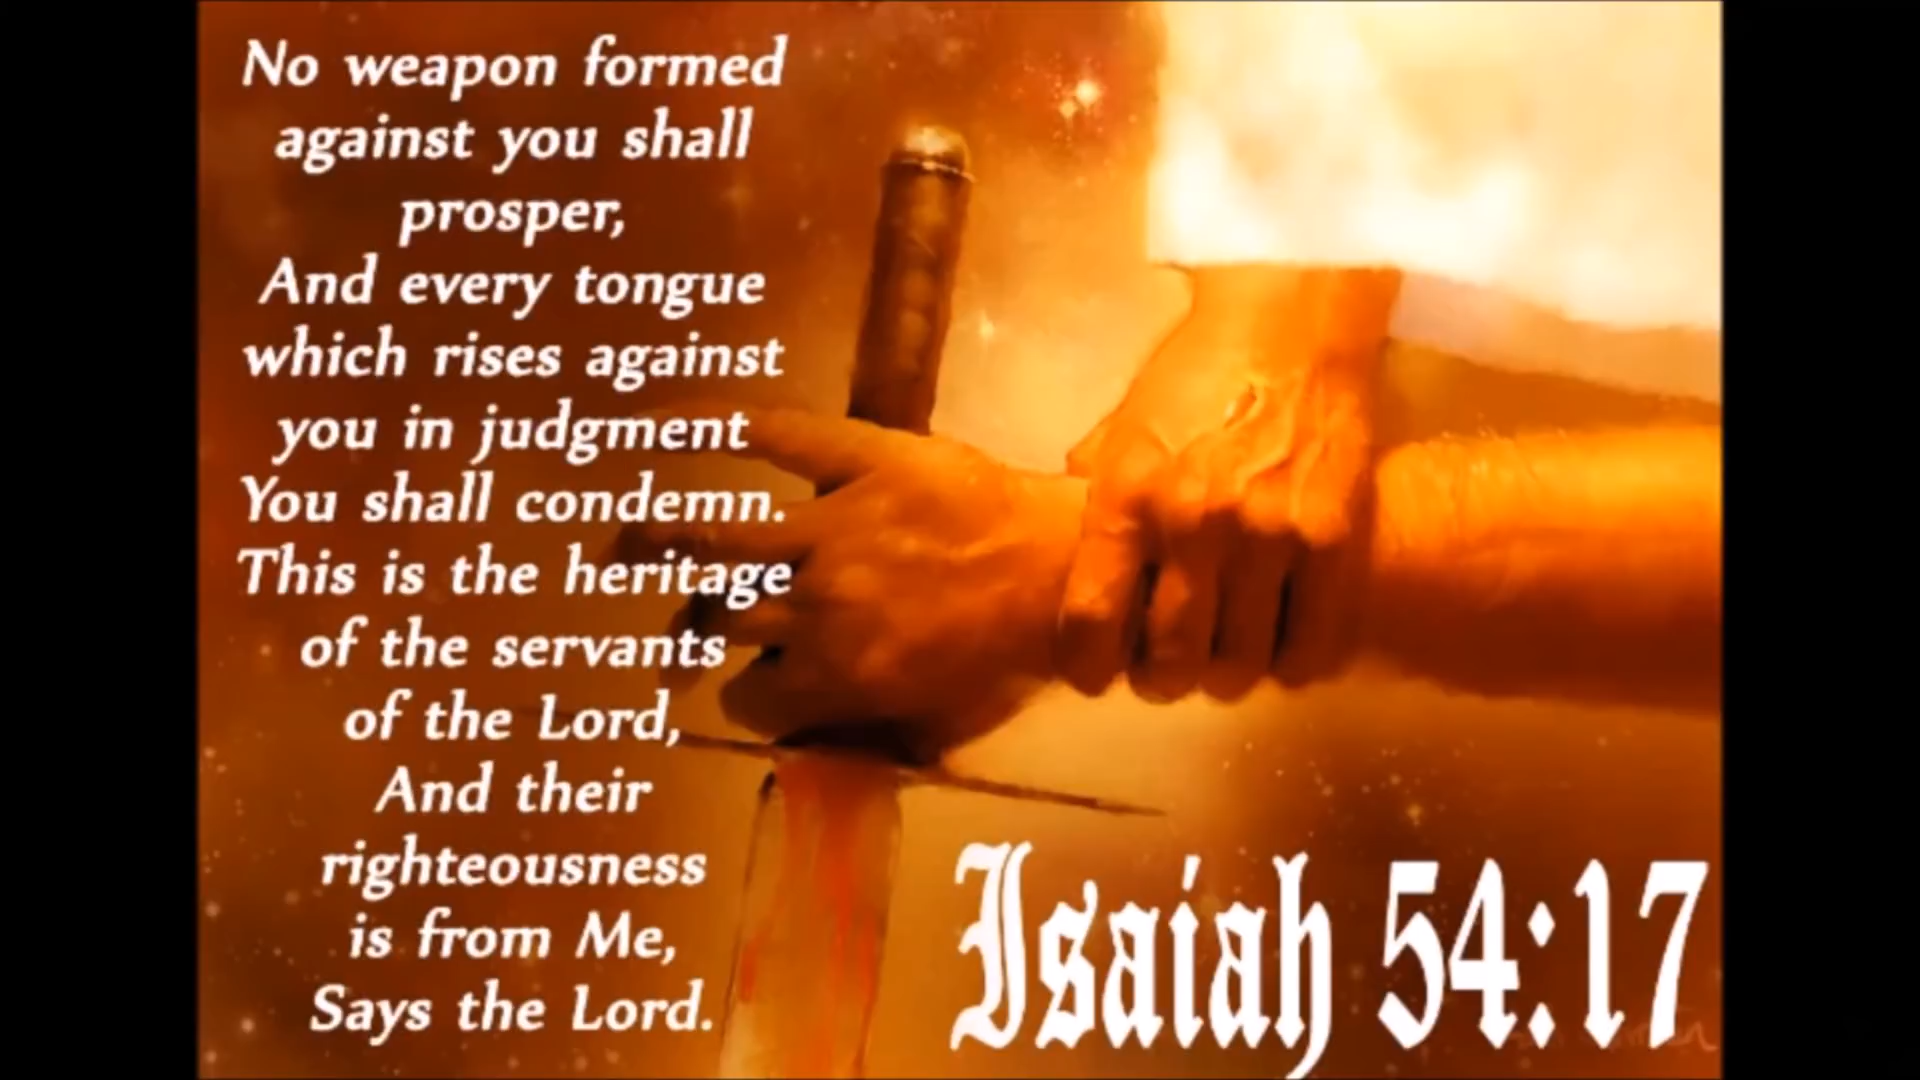 No weapon formed
against you shall
prosper,
And every tongue
which rises against
you in judgment
You shall condemn.
This is the heritage
of the servants
of the Lord,
And their
righteousness
is from Me,
Says the Lord.
Isaiah 54:17